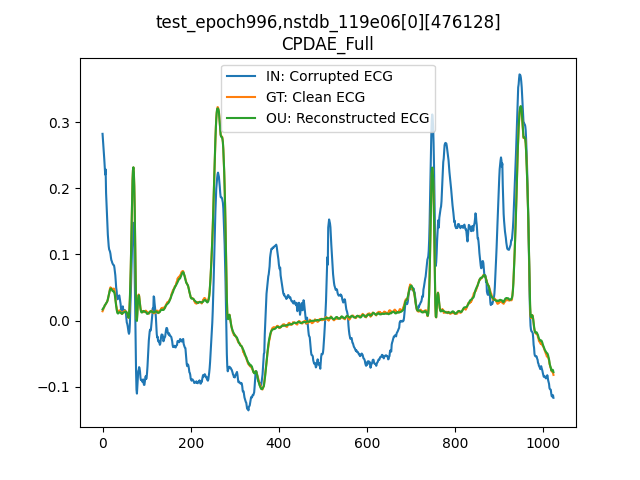 test_epoch996,nstdb_119e06[0][476128]
CPDAE_Full
IN: Corrupted ECG
GT: Clean ECG
OU: Reconstructed ECG
0.3
0.2
0.1
0.0
−0.1
0 200 400 600 800 1000